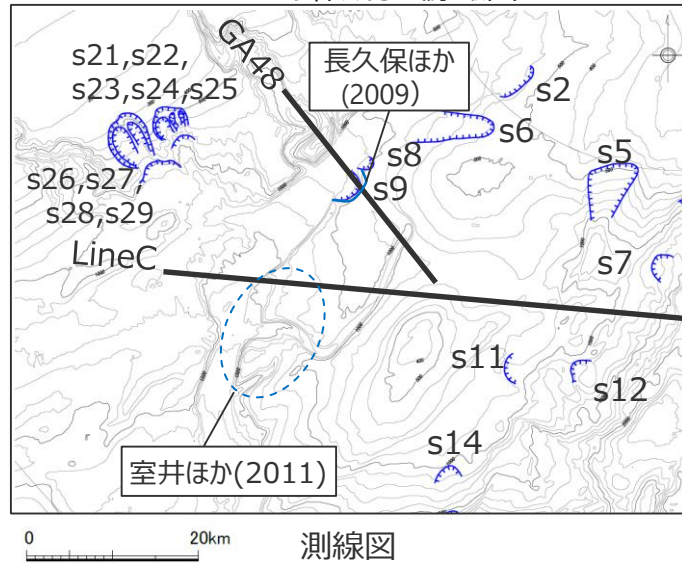 s21,s22,
s23,s24,s25
GA48
長久保ほか
(2009)
s2
s6
s8
s9
s5
s26,s27,
s28,s29
LineC
s7
s11
s12
s14
室井ほか(2011)
0
20km
測線図